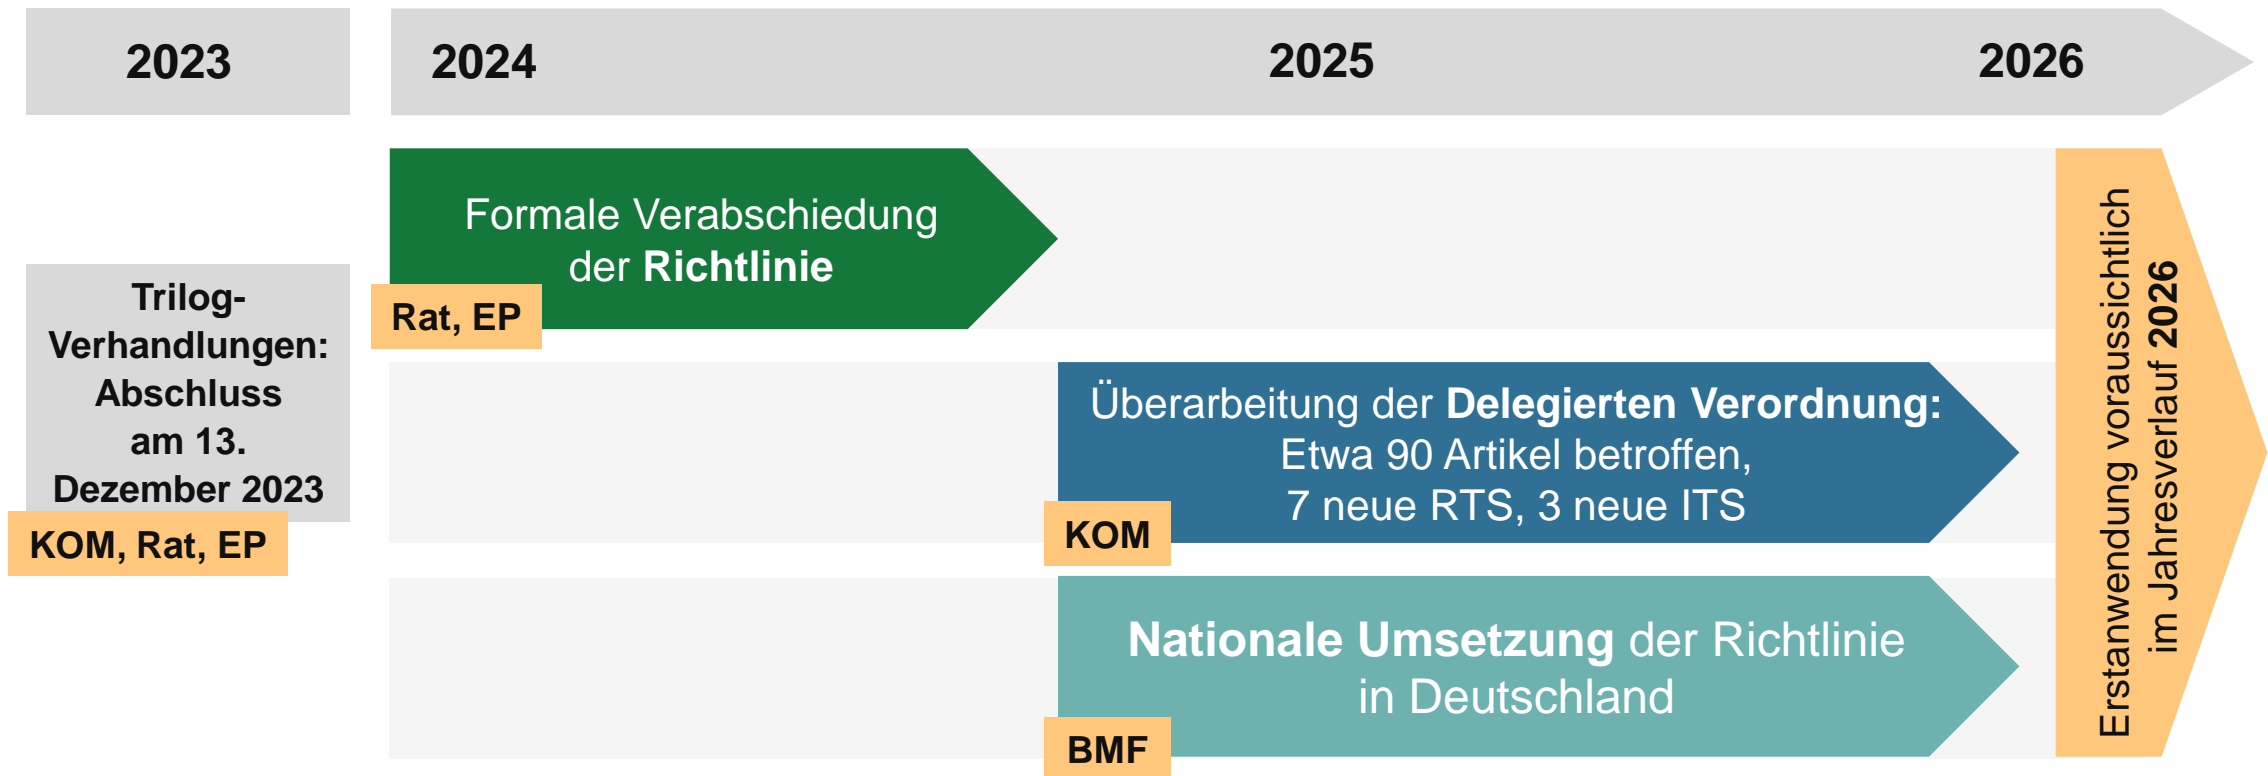 2023
2024
2025
2026
Trilog-
Verhandlungen:
Abschluss
am 13.
Dezember 2023
KOM, Rat, EP
Formale Verabschiedung
der Richtlinie
Rat, EP
Überarbeitung der Delegierten Verordnung:
Etwa 90 Artikel betroffen,
7 neue RTS, 3 neue ITS
KOM
Nationale Umsetzung der Richtlinie
in Deutschland
BMF
Erstanwendung voraussichtlich
im Jahresverlauf 2026